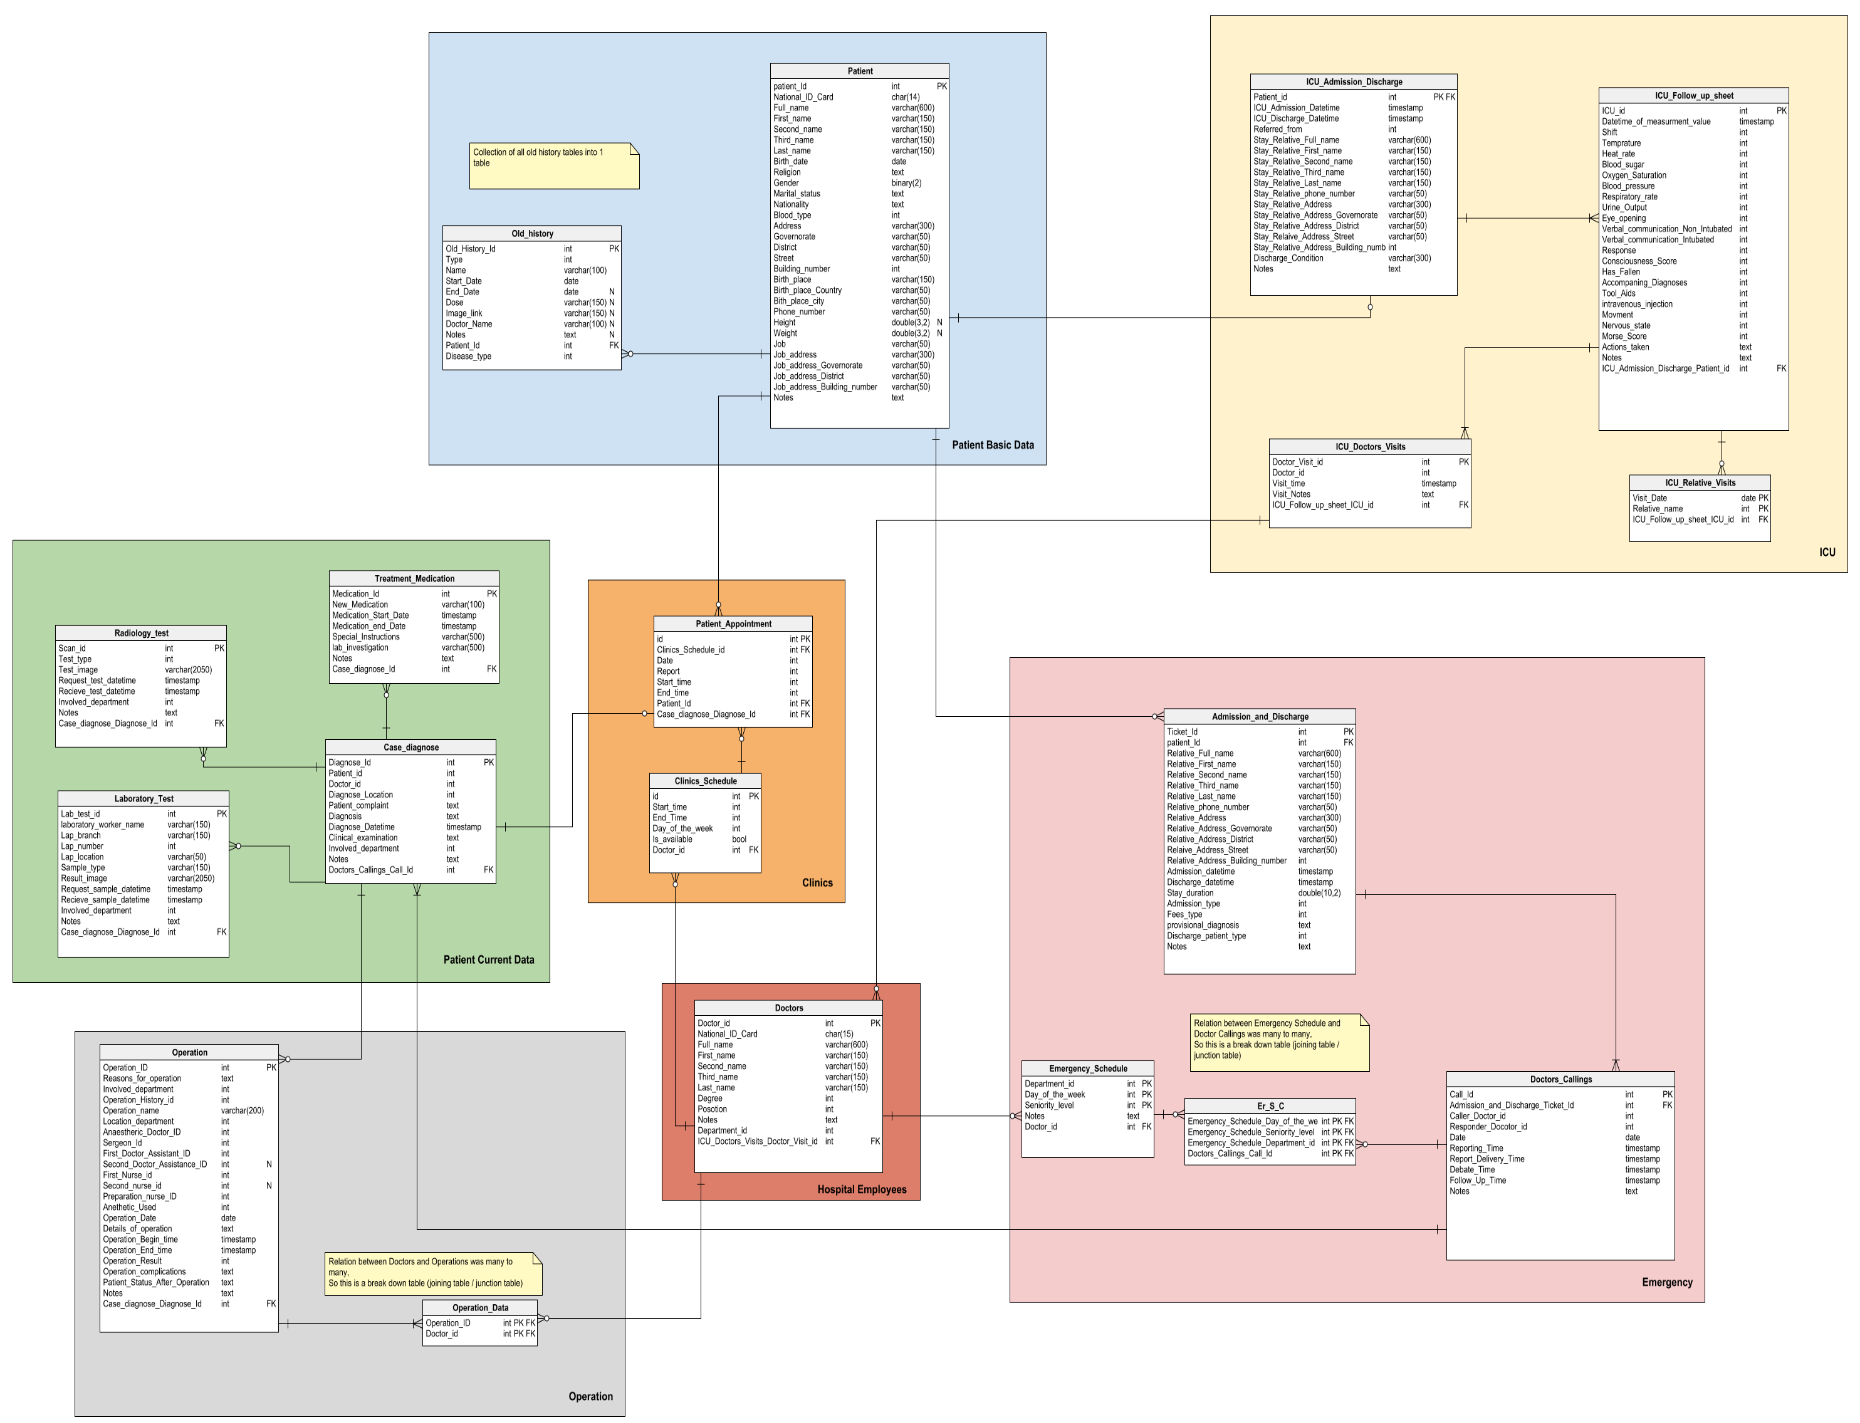 Patient
patient_Id int PK
National_ID_Card char(14)
Full_name varchar(600)
First_name varchar(150)
Second_name varchar(150)
Third_name varchar(150)
Last_name varchar(150)
Birth_date date
Religion text
Gender binary(2)
Marital_status text
Nationality text
Blood_type int
Address varchar(300)
Governorate varchar(50)
District varchar(50)
Street varchar(50)
Building_number int
Birth_place varchar(150)
Birth_place_Country varchar(50)
Bith_place_city varchar(50)
Phone_number varchar(50)
Height double(3,2) N
Weight double(3,2) N
Job varchar(50)
Job_address varchar(300)
Job_address_Governorate varchar(50)
Job_address_District varchar(50)
Job_address_Building_number varchar(50)
Notes text
Collection of all old history tables into 1
table
Old_history
Old_History_Id int PK
Type int
Name varchar(100)
Start_Date date
End_Date date N
Dose varchar(150) N
Image_link varchar(150) N
Doctor_Name varchar(100) N
Notes text N
Patient_Id int FK
Disease_type int
Patient Basic Data
ICU_Admission_Discharge
Patient_id int PK FK
ICU_Admission_Datetime timestamp
ICU_Discharge_Datetime timestamp
Referred_from int
Stay_Relative_Full_name varchar(600)
Stay_Relative_First_name varchar(150)
Stay_Relative_Second_name varchar(150)
Stay_Relative_Third_name varchar(150)
Stay_Relative_Last_name varchar(150)
Stay_Relative_phone_number varchar(50)
Stay_Relative_Address varchar(300)
Stay_Relative_Address_Governorate varchar(50)
Stay_Relative_Address_District varchar(50)
Stay_Relaive_Address_Street varchar(50)
Stay_Relative_Address_Building_numb int
Discharge_Condition varchar(300)
Notes text
ICU_Follow_up_sheet
ICU_id int PK
Datetime_of_measurment_value timestamp
Shift int
Temprature int
Heat_rate int
Blood_sugar int
Oxygen_Saturation int
Blood_pressure int
Respiratory_rate int
Urine_Output int
Eye_opening int
Verbal_communication_Non_Intubated int
Verbal_communication_Intubated int
Response int
Consciousness_Score int
Has_Fallen int
Accompaning_Diagnoses int
Tool_Aids int
intravenous_injection int
Movment int
Nervous_state int
Morse_Score int
Actions_taken text
Notes text
ICU_Admission_Discharge_Patient_id int FK
ICU_Doctors_Visits
Doctor_Visit_id int PK
Doctor_id int
Visit_time timestamp
Visit_Notes text
ICU_Follow_up_sheet_ICU_id int FK
ICU_Relative_Visits
Visit_Date date PK
Relative_name int PK
ICU_Follow_up_sheet_ICU_id int FK
ICU
Treatment_Medication
Medication_Id int PK
New_Medication varchar(100)
Medication_Start_Date timestamp
Medication_end_Date timestamp
Special_Instructions varchar(500)
lab_investigation varchar(500)
Notes text
Case_diagnose_Id int FK
Radiology_test
Scan_id int PK
Test_type int
Test_image varchar(2050)
Request_test_datetime timestamp
Recieve_test_datetime timestamp
Involved_department int
Notes text
Case_diagnose_Diagnose_Id int FK
Case_diagnose
Diagnose_Id int PK
Patient_id int
Doctor_id int
Diagnose_Location int
Patient_complaint text
Diagnosis text
Diagnose_Datetime timestamp
Clinical_examination text
Involved_department int
Notes text
Doctors_Callings_Call_Id int FK
Laboratory_Test
Lab_test_id int PK
laboratory_worker_name varchar(150)
Lap_branch varchar(150)
Lap_number int
Lap_location varchar(50)
Sample_type varchar(150)
Result_image varchar(2050)
Request_sample_datetime timestamp
Recieve_sample_datetime timestamp
Involved_department int
Notes text
Case_diagnose_Diagnose_Id int FK
Patient Current Data
Patient_Appointment
id int PK
Clinics_Schedule_id int FK
Date int
Report int
Start_time int
End_time int
Patient_Id int FK
Case_diagnose_Diagnose_Id int FK
Clinics_Schedule
id int PK
Start_time int
End_Time int
Day_of_the_week int
Is_available bool
Doctor_id int FK
Clinics
Admission_and_Discharge
Ticket_Id int PK
patient_Id int FK
Relative_Full_name varchar(600)
Relative_First_name varchar(150)
Relative_Second_name varchar(150)
Relative_Third_name varchar(150)
Relative_Last_name varchar(150)
Relative_phone_number varchar(50)
Relative_Address varchar(300)
Relative_Address_Governorate varchar(50)
Relative_Address_District varchar(50)
Relaive_Address_Street varchar(50)
Relative_Address_Building_number int
Admission_datetime timestamp
Discharge_datetime timestamp
Stay_duration double(10,2)
Admission_type int
Fees_type int
provisional_diagnosis text
Discharge_patient_type int
Notes text
Relation between Emergency Schedule and
Doctor Callings was many to many,
So this is a break down table (joining table /
junction table)
Emergency_Schedule
Department_id int PK
Day_of_the_week int PK
Seniority_level int PK
Notes text
Doctor_id int FK
Er_S_C
Emergency_Schedule_Day_of_the_we int PK FK
Emergency_Schedule_Seniority_level int PK FK
Emergency_Schedule_Department_id int PK FK
Doctors_Callings_Call_Id int PK FK
Doctors_Callings
Call_Id int PK
Admission_and_Discharge_Ticket_Id int FK
Caller_Doctor_id int
Responder_Docotor_id int
Date date
Reporting_Time timestamp
Report_Delivery_Time timestamp
Debate_Time timestamp
Follow_Up_Time timestamp
Notes text
Emergency
Doctors
Doctor_id int PK
National_ID_Card char(15)
Full_name varchar(600)
First_name varchar(150)
Second_name varchar(150)
Third_name varchar(150)
Last_name varchar(150)
Degree int
Posotion int
Notes text
Department_id int
ICU_Doctors_Visits_Doctor_Visit_id int FK
Hospital Employees
Operation
Operation_ID int PK
Reasons_for_operation text
Involved_department int
Operation_History_id int
Operation_name varchar(200)
Location_department int
Anaestheric_Doctor_ID int
Sergeon_Id int
First_Doctor_Assistant_ID int
Second_Doctor_Assistance_ID int N
First_Nurse_id int
Second_nurse_id int N
Preparation_nurse_ID int
Anethetic_Used int
Operation_Date date
Details_of_operation text
Operation_Begin_time timestamp
Operation_End_time timestamp
Operation_Result int
Operation_complications text
Patient_Status_After_Operation text
Notes text
Case_diagnose_Diagnose_Id int FK
Relation between Doctors and Operations was many to
many,
So this is a break down table (joining table / junction table)
Operation_Data
Operation_ID int PK FK
Doctor_id int PK FK
Operation